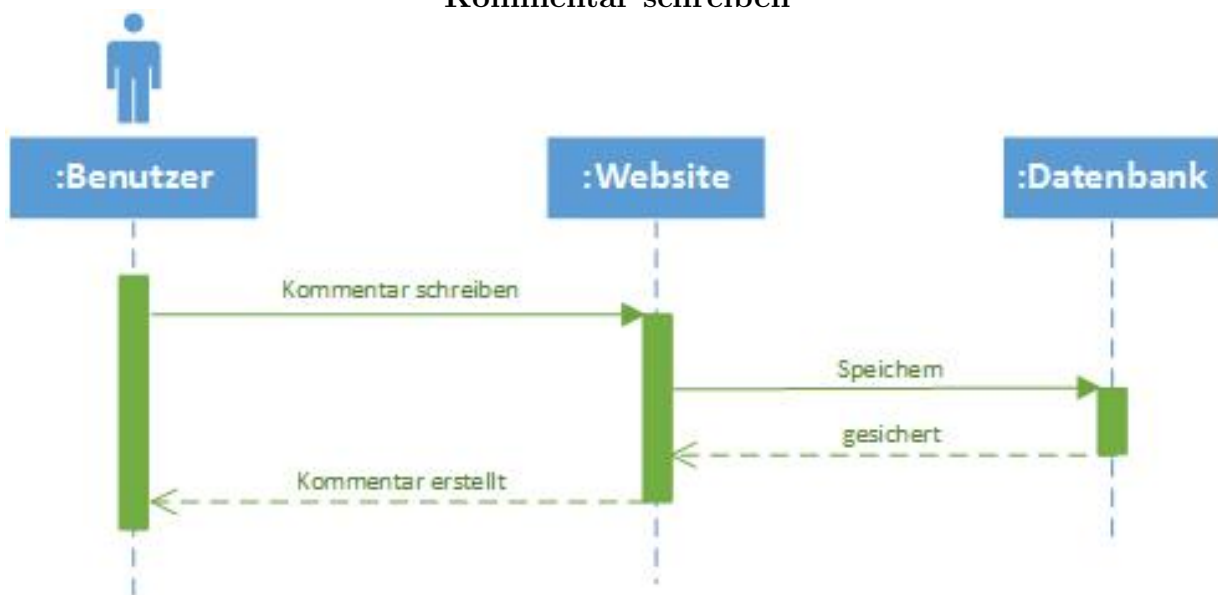 Kommentar schreiben
:Benutzer
:Website
:Datenbank
Kommentar schreiben
Speichern
gesichert
Kommentar erstellt